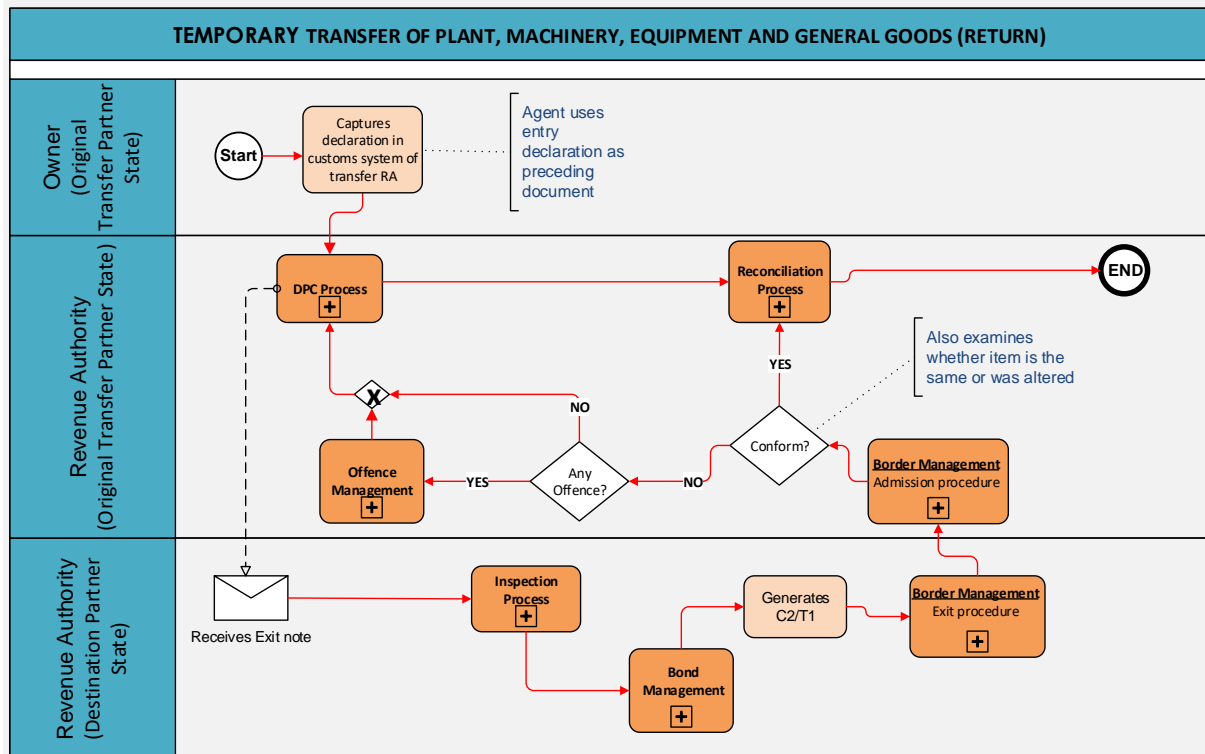 TEMPORARY TRANSFER OF PLANT, MACHINERY, EQUIPMENT AND GENERAL GOODS (RETURN)
Owner
(Original
Transfer Partner
State)
Start
Captures
declaration in
customs system of
transfer RA
Agent uses
entry
declaration as
preceding
document
Revenue Authority
(Original Transfer Partner State)
DPC Process
Reconciliation
Process
END
Also examines
whether item is the
same or was altered
YES
X
NO
Conform?
Offence
Management
YES
Any
Offence?
NO
Border Management
Admission procedure
Revenue Authority
(Destination Partner
State)
Receives Exit note
Inspection
Process
Bond
Management
Generates
C2/T1
Border Management
Exit procedure